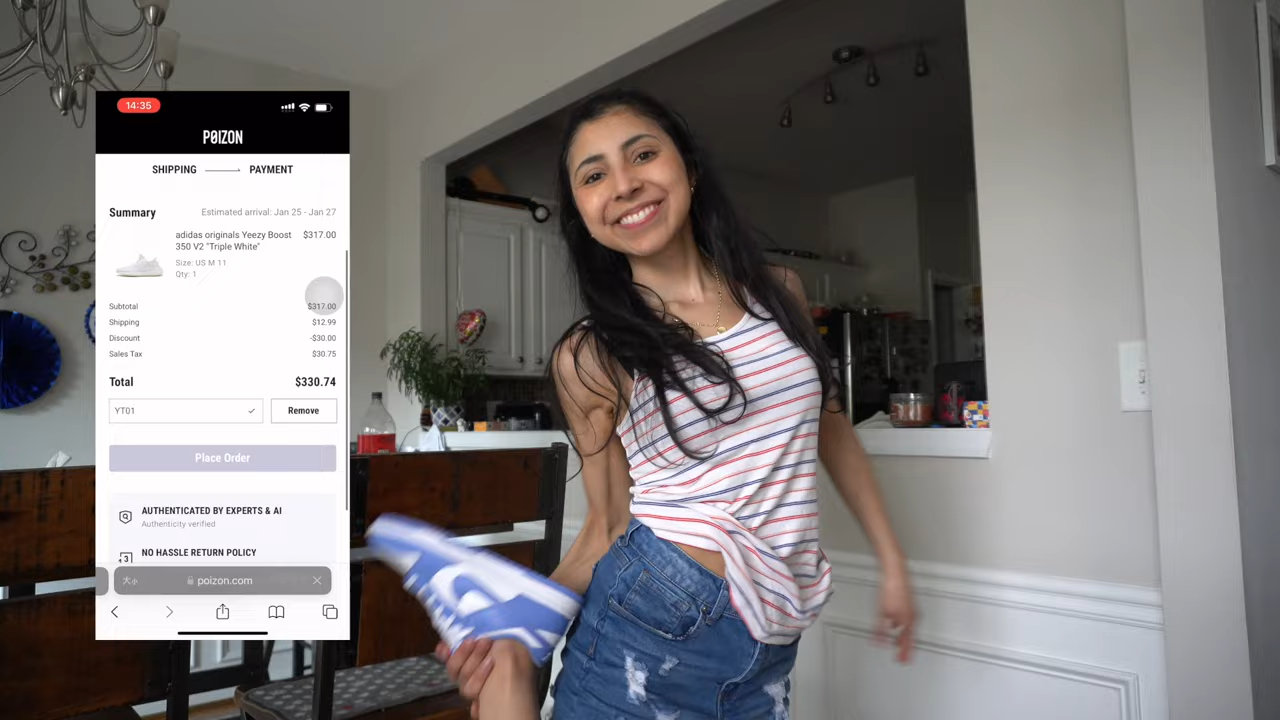 14:35
POIZON
SHIPPING PAYMENT
Summary Estimated arrival: Jan 25 - Jan 27
adidas originals Yeezy Boost $317.00
350 V2 "Triple White"
Size: US M 11
Qty: 1
Subtotal $317.00
Shipping $12.99
Discount -$30.00
Sales Tax $30.75
Total $330.74
YT01 Remove
Place Order
AUTHENTICATED BY EXPERTS & AI
Authenticity verified
3 NO HASSLE RETURN POLICY
poizon.com